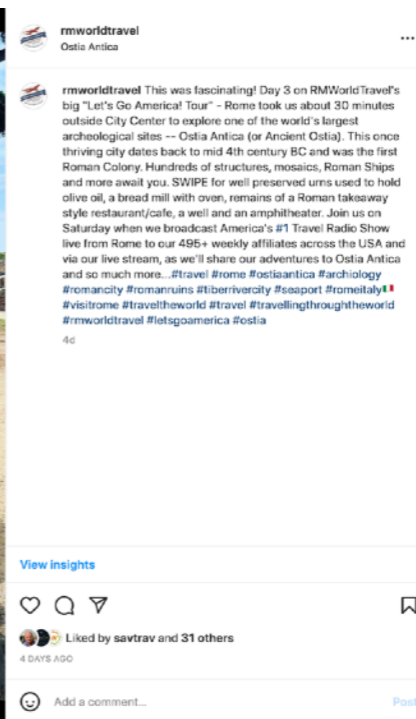 rmworldtravel
Ostia Antica
rmworldtravel This was fascinating! Day 3 on RMWorldTravel's
big "Let's Go America! Tour" - Rome took us about 30 minutes
outside City Center to explore one of the world's largest
archeological sites -- Ostia Antica (or Ancient Ostia). This once
thriving city dates back to mid 4th century BC and was the first
Roman Colony. Hundreds of structures, mosaics, Roman Ships
and more await you. SWIPE for well preserved urns used to hold
olive oil, a bread mill with oven, remains of a Roman takeaway
style restaurant/cafe, a well and an amphitheater. Join us on
Saturday when we broadcast America's #1 Travel Radio Show
live from Rome to our 495+ weekly affiliates across the USA and
via our live stream, as we'll share our adventures to Ostia Antica
and so much more...#travel #rome #ostiaantica #archiology
#romancity #romanruins #tiberrivercity #seaport #romeitaly🇮🇹
#visitrome #traveltheworld #travel #travellingthroughtheworld
#rmworldtravel #letsgoamerica #ostia
4d
View insights
Liked by savtrav and 31 others
4 DAYS AGO
Add a comment...
Post